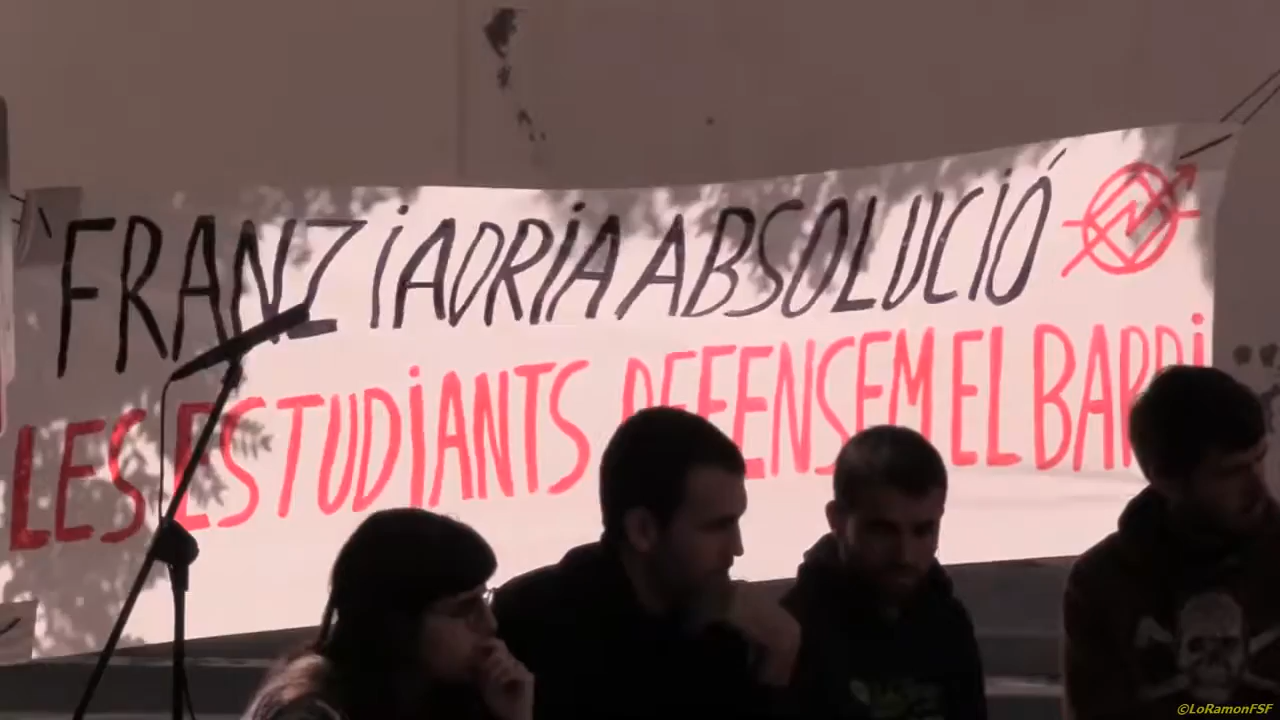 FRANZ i ADRIA ABSOLUCIÓ
LES ESTUDiANTS DEFENSEM EL BARRi
©LoRamonFSF